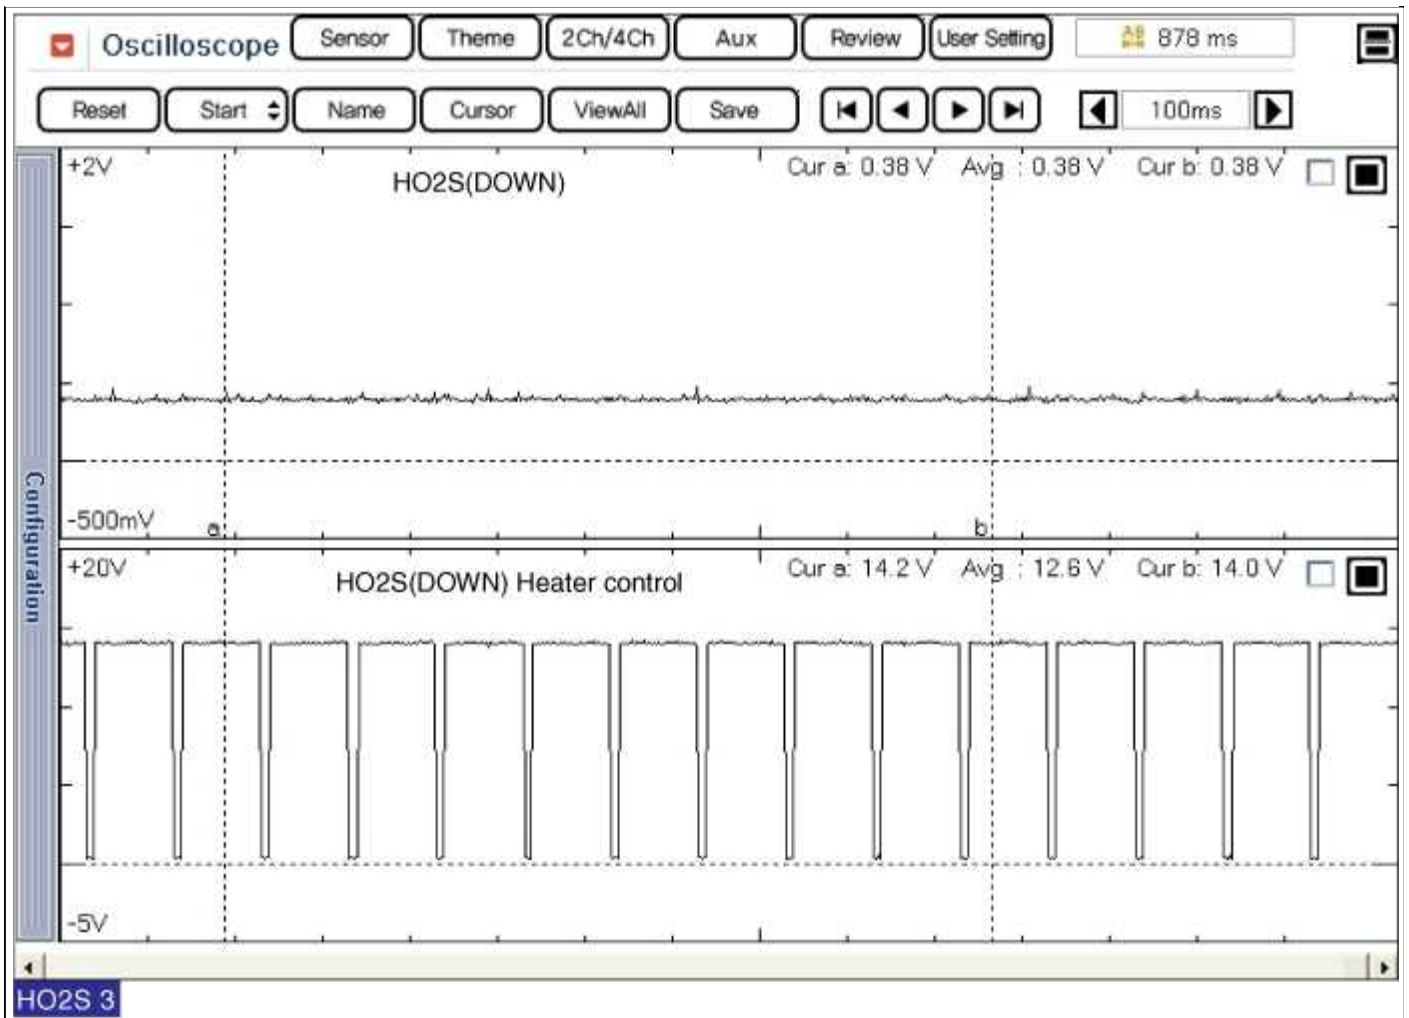 Oscilloscope Sensor Theme 2Ch/4Ch Aux Review User Setting AB 878 ms
Reset Start Name Cursor ViewAll Save 100ms
+2V HO2S(DOWN) Cur a: 0.38 V Avg : 0.38 V Cur b: 0.38 V
-500mV a b
Configuration
+20V HO2S(DOWN) Heater control Cur a: 14.2 V Avg : 12.6 V Cur b: 14.0 V
-5V
HO2S 3